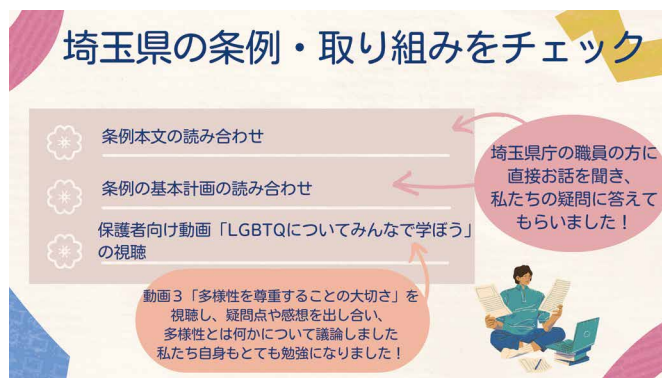 埼玉県の条例・取り組みをチェック
条例本文の読み合わせ
条例の基本計画の読み合わせ
保護者向け動画「LGBTQについてみんなで学ぼう」
の視聴
埼玉県庁の職員の方に
直接お話を聞き、
私たちの疑問に答えて
もらいました！
動画３「多様性を尊重することの大切さ」を
視聴し、疑問点や感想を出し合い、
多様性とは何かについて議論しました
私たち自身もとても勉強になりました！